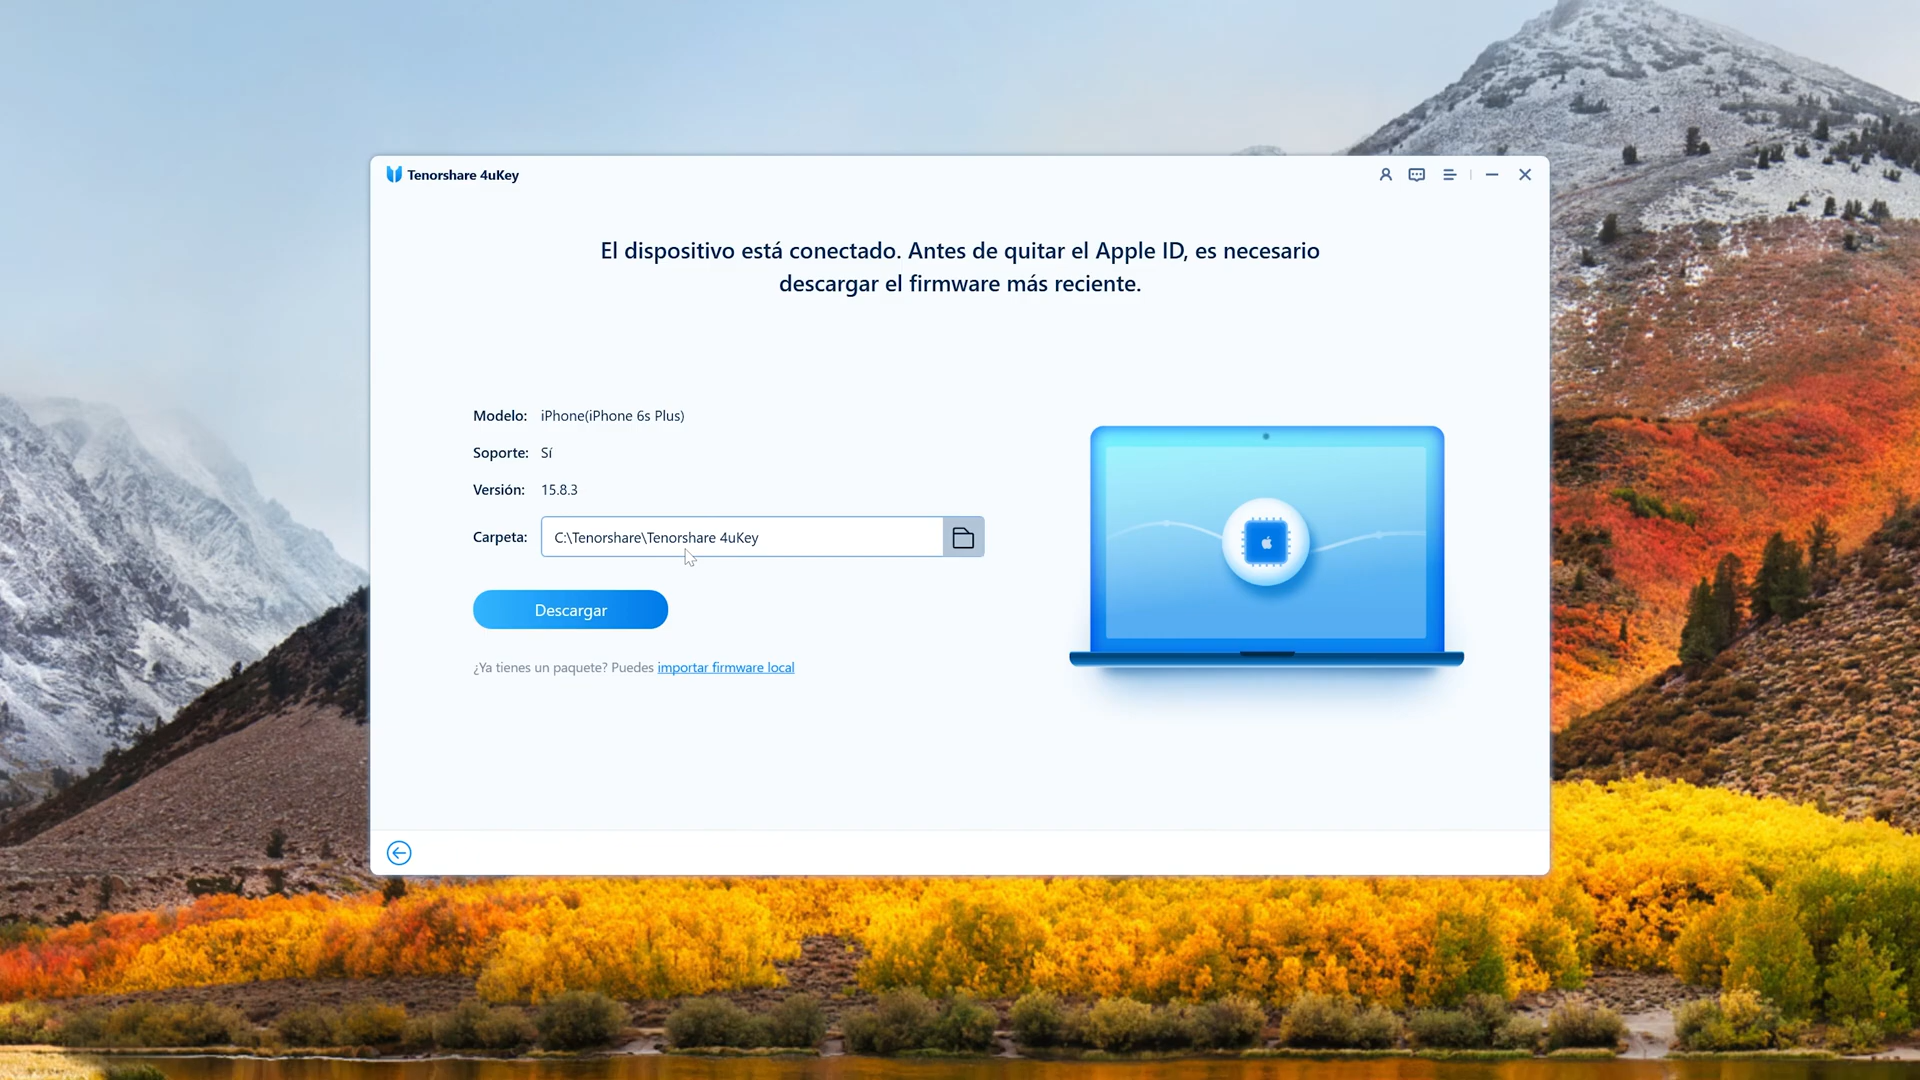 Tenorshare 4uKey
El dispositivo está conectado. Antes de quitar el Apple ID, es necesario
descargar el firmware más reciente.
Modelo: iPhone(iPhone 6s Plus)
Soporte: Sí
Versión: 15.8.3
Carpeta: C:\Tenorshare\Tenorshare 4uKey
Descargar
¿Ya tienes un paquete? Puedes importar firmware local